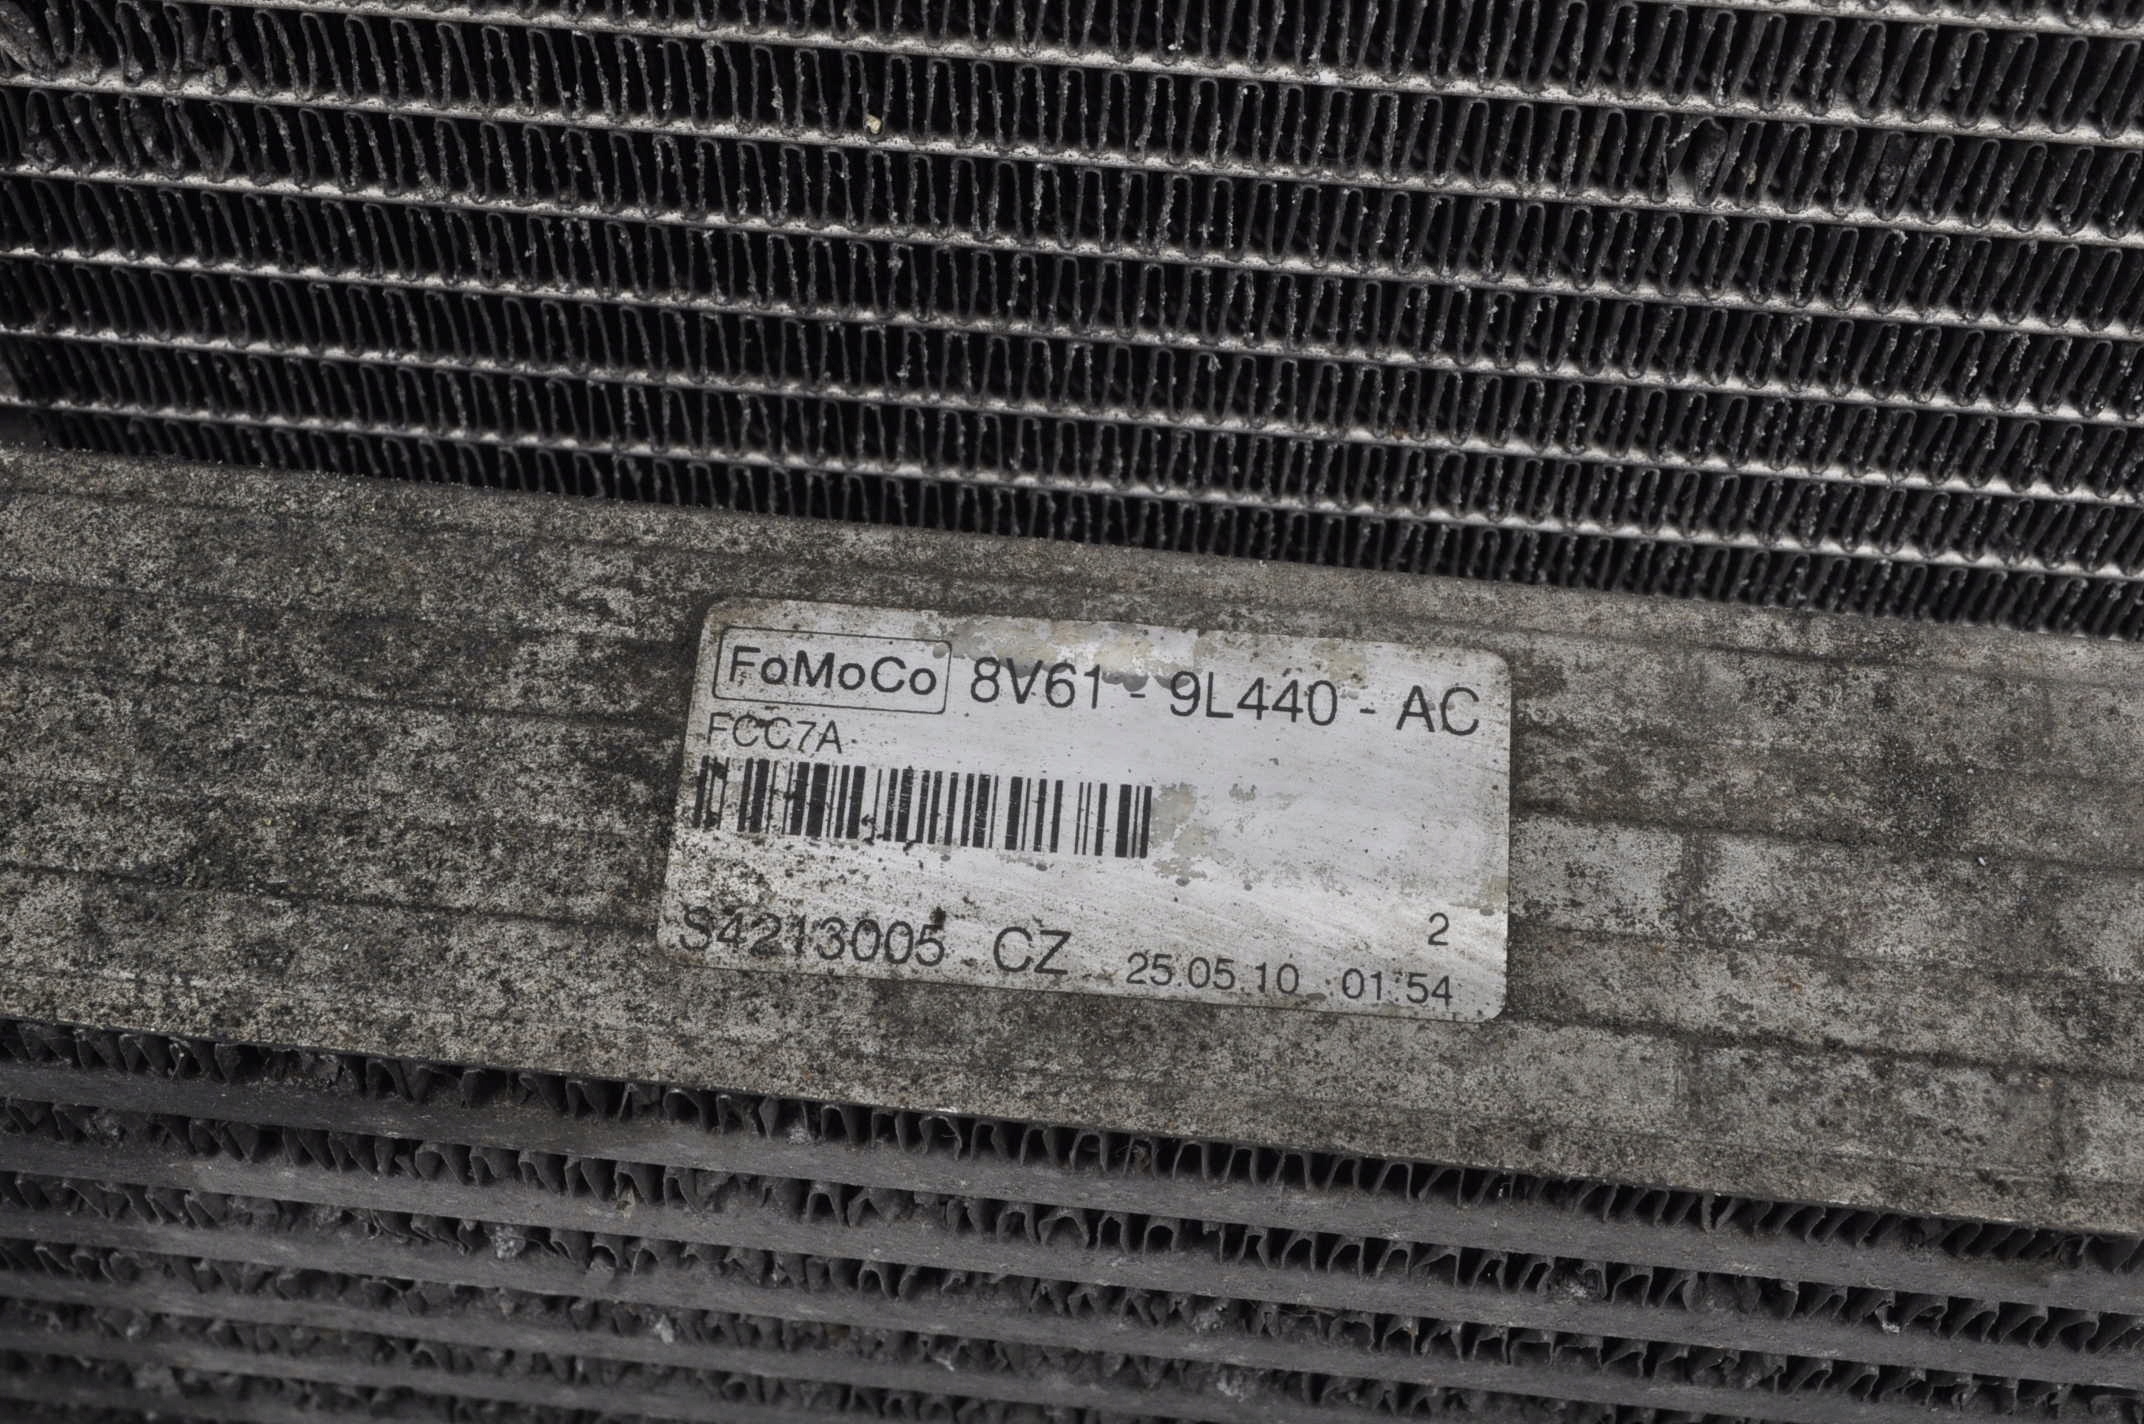 FoMoCo 8V61 - 9L440 - AC
FCC7A
2
S4213005 CZ 25.05.10 01:54